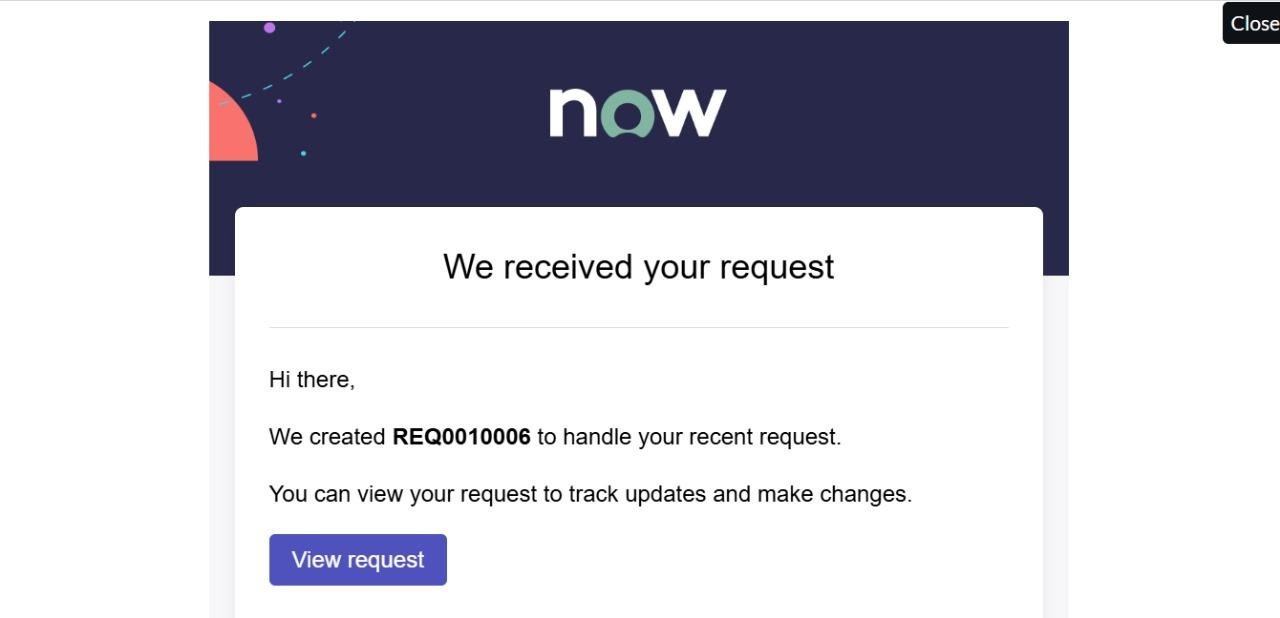 Close
now
We received your request
Hi there,
We created REQ0010006 to handle your recent request.
You can view your request to track updates and make changes.
View request